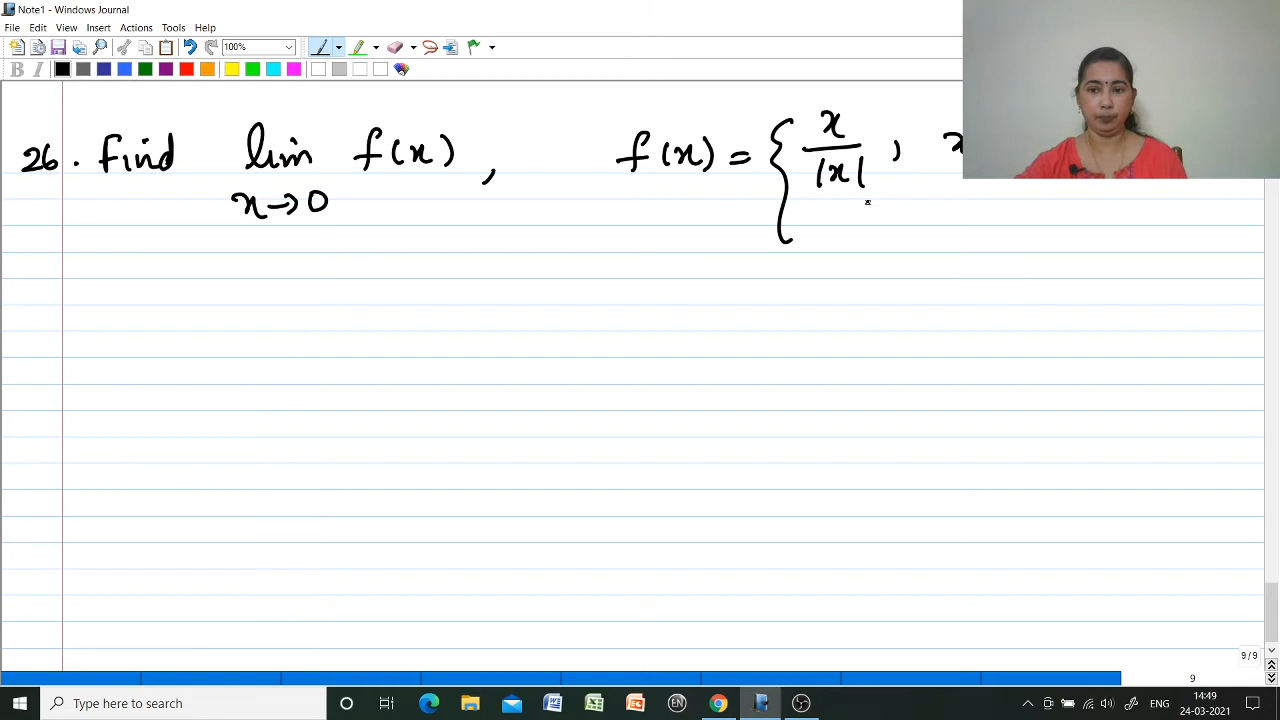 Note1 - Windows Journal
File Edit View Insert Actions Tools Help
100%
B I
26. Find lim f(x), f(x) = { x/|x| , x
x→0
9/9
9
Type here to search
EN
ENG
14:49
24-03-2021